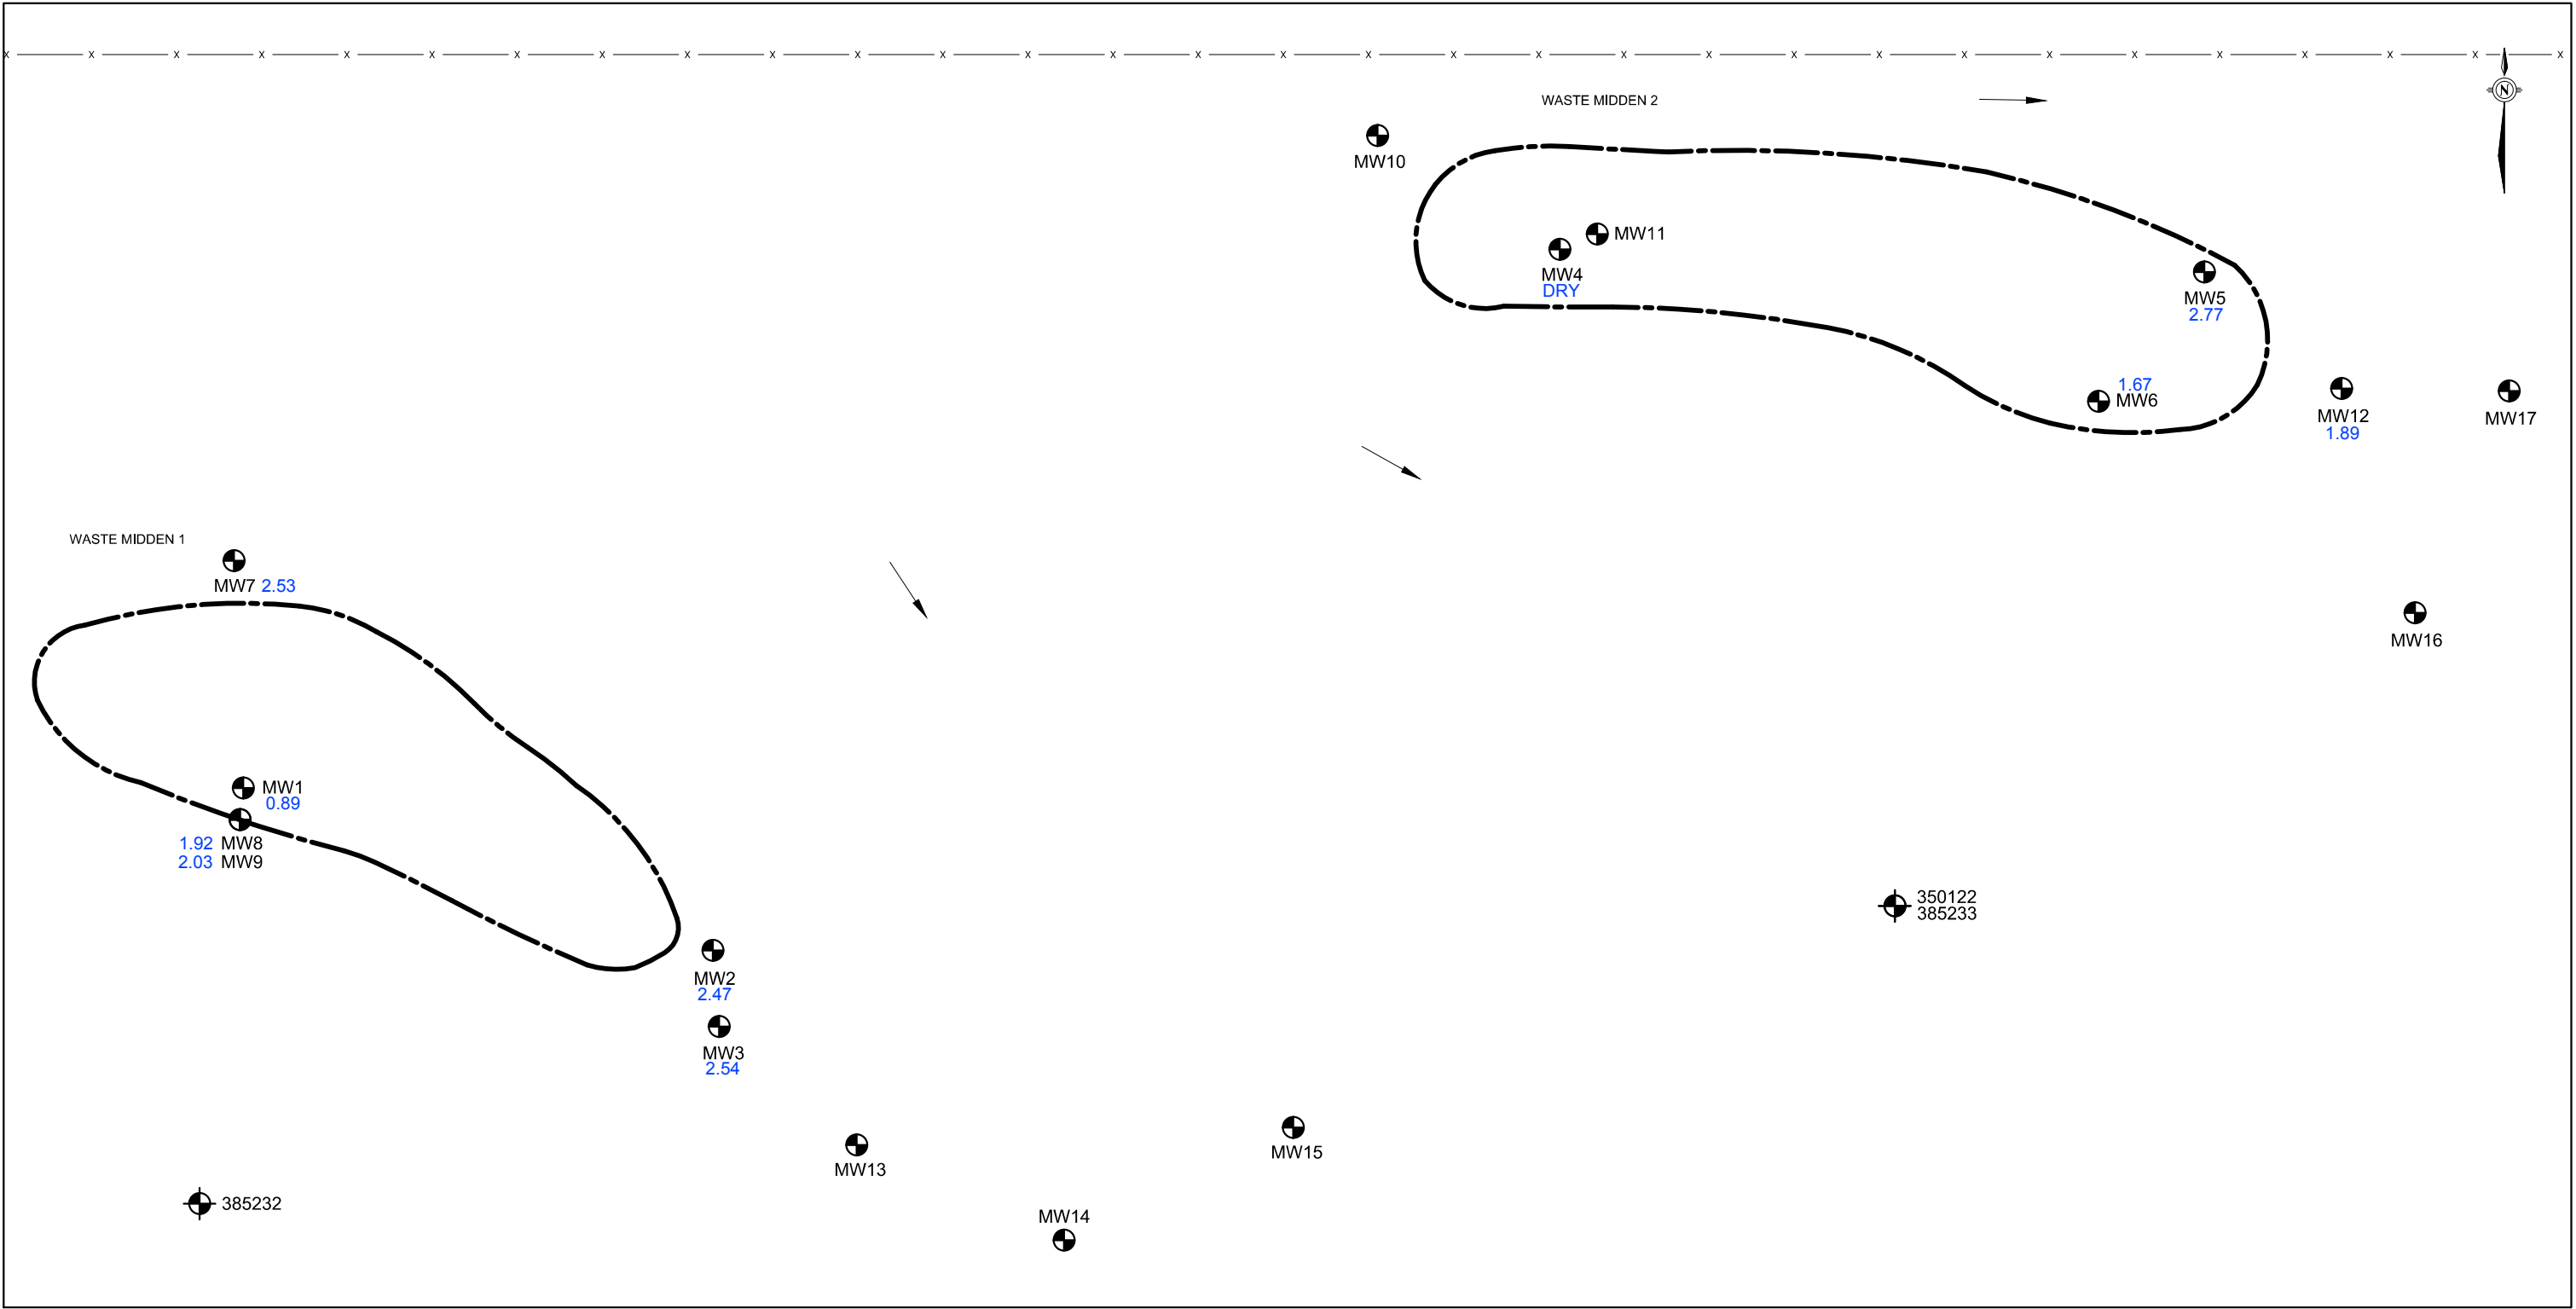 x x x x x x x x x x x x x x x x x x x x x x x x x x x x x x x
WASTE MIDDEN 2
N
MW10
MW11
MW4
DRY
MW5
2.77
1.67
MW6
MW12
1.89
MW17
WASTE MIDDEN 1
MW7 2.53
MW16
MW1
0.89
1.92 MW8
2.03 MW9
350122
385233
MW2
2.47
MW3
2.54
MW15
MW13
385232
MW14